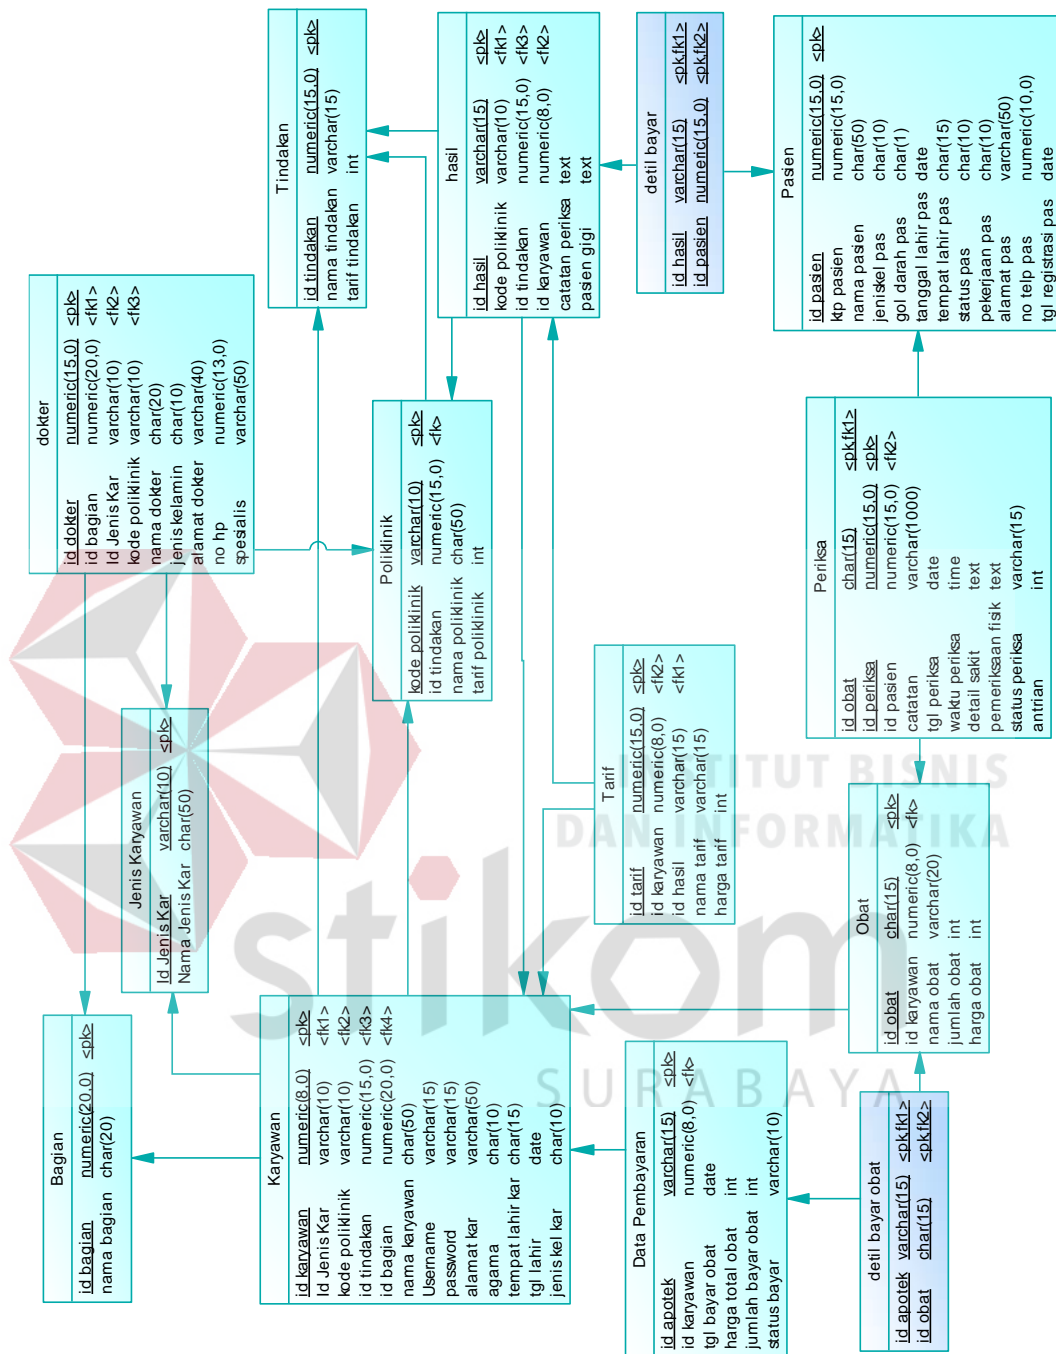 dokter
id dokter numeric(15,0) <pk>
id bagian numeric(20,0) <fk1>
Id Jenis Kar varchar(10) <fk2>
kode poliklinik varchar(10) <fk3>
nama dokter char(20)
jenis kelamin char(10)
alamat dokter varchar(40)
no hp numeric(13,0)
spesialis varchar(50)
Tindakan
id tindakan numeric(15,0) <pk>
nama tindakan varchar(15)
tarif tindakan int
hasil
id hasil varchar(15) <pk>
kode poliklinik varchar(10) <fk1>
id tindakan numeric(15,0) <fk3>
id karyawan numeric(8,0) <fk2>
catatan periksa text
pasien gigi text
detil bayar
id hasil varchar(15) <pk,fk1>
id pasien numeric(15,0) <pk,fk2>
Pasien
id pasien numeric(15,0) <pk>
ktp pasien numeric(15,0)
nama pasien char(50)
jeniskel pas char(10)
gol darah pas char(1)
tanggal lahir pas date
tempat lahir pas char(15)
status pas char(10)
pekerjaan pas char(10)
alamat pas varchar(50)
no telp pas numeric(10,0)
tgl registrasi pas date
Bagian
id bagian numeric(20,0) <pk>
nama bagian char(20)
Jenis Karyawan
Id Jenis Kar varchar(10) <pk>
Nama Jenis Kar char(50)
Poliklinik
kode poliklinik varchar(10) <pk>
id tindakan numeric(15,0) <fk>
nama poliklinik char(50)
tarif poliklinik int
Tarif
id tarif numeric(15,0) <pk>
id karyawan numeric(8,0) <fk2>
id hasil varchar(15) <fk1>
nama tarif varchar(15)
harga tarif int
Periksa
id obat char(15) <pk,fk1>
id periksa numeric(15,0) <pk>
id pasien numeric(15,0) <fk2>
catatan varchar(1000)
tgl periksa date
waktu periksa time
detail sakit text
pemeriksaan fisik text
status periksa varchar(15)
antrian int
Karyawan
id karyawan numeric(8,0) <pk>
Id Jenis Kar varchar(10) <fk1>
kode poliklinik varchar(10) <fk2>
id tindakan numeric(15,0) <fk3>
id bagian numeric(20,0) <fk4>
nama karyawan char(50)
Username varchar(15)
password varchar(15)
alamat kar varchar(50)
agama char(10)
tempat lahir kar char(15)
tgl lahir date
jenis kel kar char(10)
Data Pembayaran
id apotek varchar(15) <pk>
id karyawan numeric(8,0) <fk>
tgl bayar obat date
harga total obat int
jumlah bayar obat int
status bayar varchar(10)
Obat
id obat char(15) <pk>
id karyawan numeric(8,0) <fk>
nama obat varchar(20)
jumlah obat int
harga obat int
detil bayar obat
id apotek varchar(15) <pk,fk1>
id obat char(15) <pk,fk2>
INSTITUT BISNIS
DAN INFORMATIKA
stikom
SURABAYA